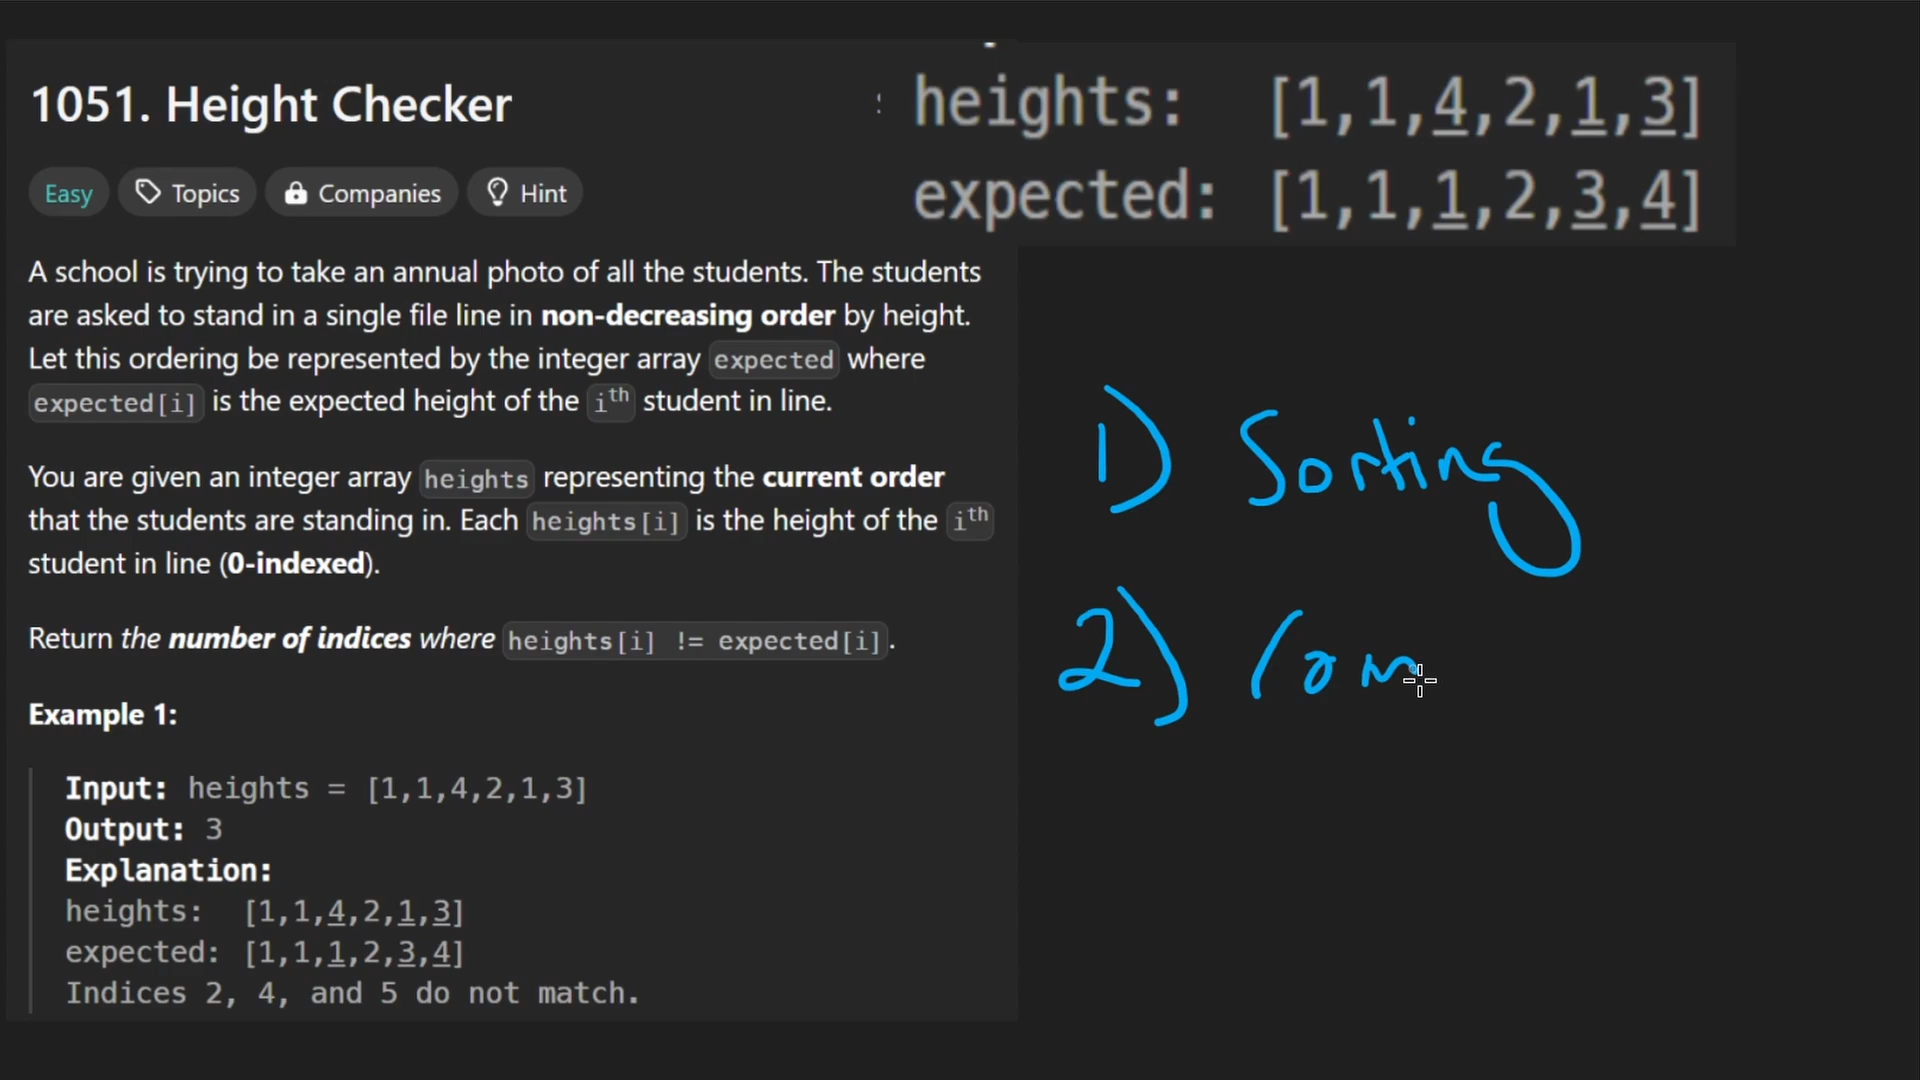 1051. Height Checker
Easy
Topics
Companies
Hint
A school is trying to take an annual photo of all the students. The students
are asked to stand in a single file line in non-decreasing order by height.
Let this ordering be represented by the integer array expected where
expected[i] is the expected height of the ith student in line.
You are given an integer array heights representing the current order
that the students are standing in. Each heights[i] is the height of the ith
student in line (0-indexed).
Return the number of indices where heights[i] != expected[i].
Example 1:
Input: heights = [1,1,4,2,1,3]
Output: 3
Explanation:
heights: [1,1,4,2,1,3]
expected: [1,1,1,2,3,4]
Indices 2, 4, and 5 do not match.
heights: [1,1,4,2,1,3]
expected: [1,1,1,2,3,4]
1) Sorting
2) Com